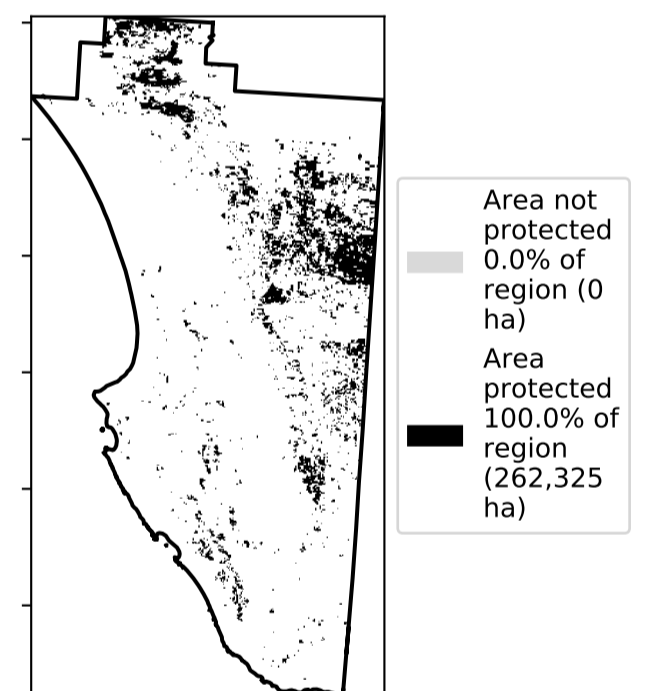 Area not
protected
0.0% of
region (0
ha)
Area
protected
100.0% of
region
(262,325
ha)